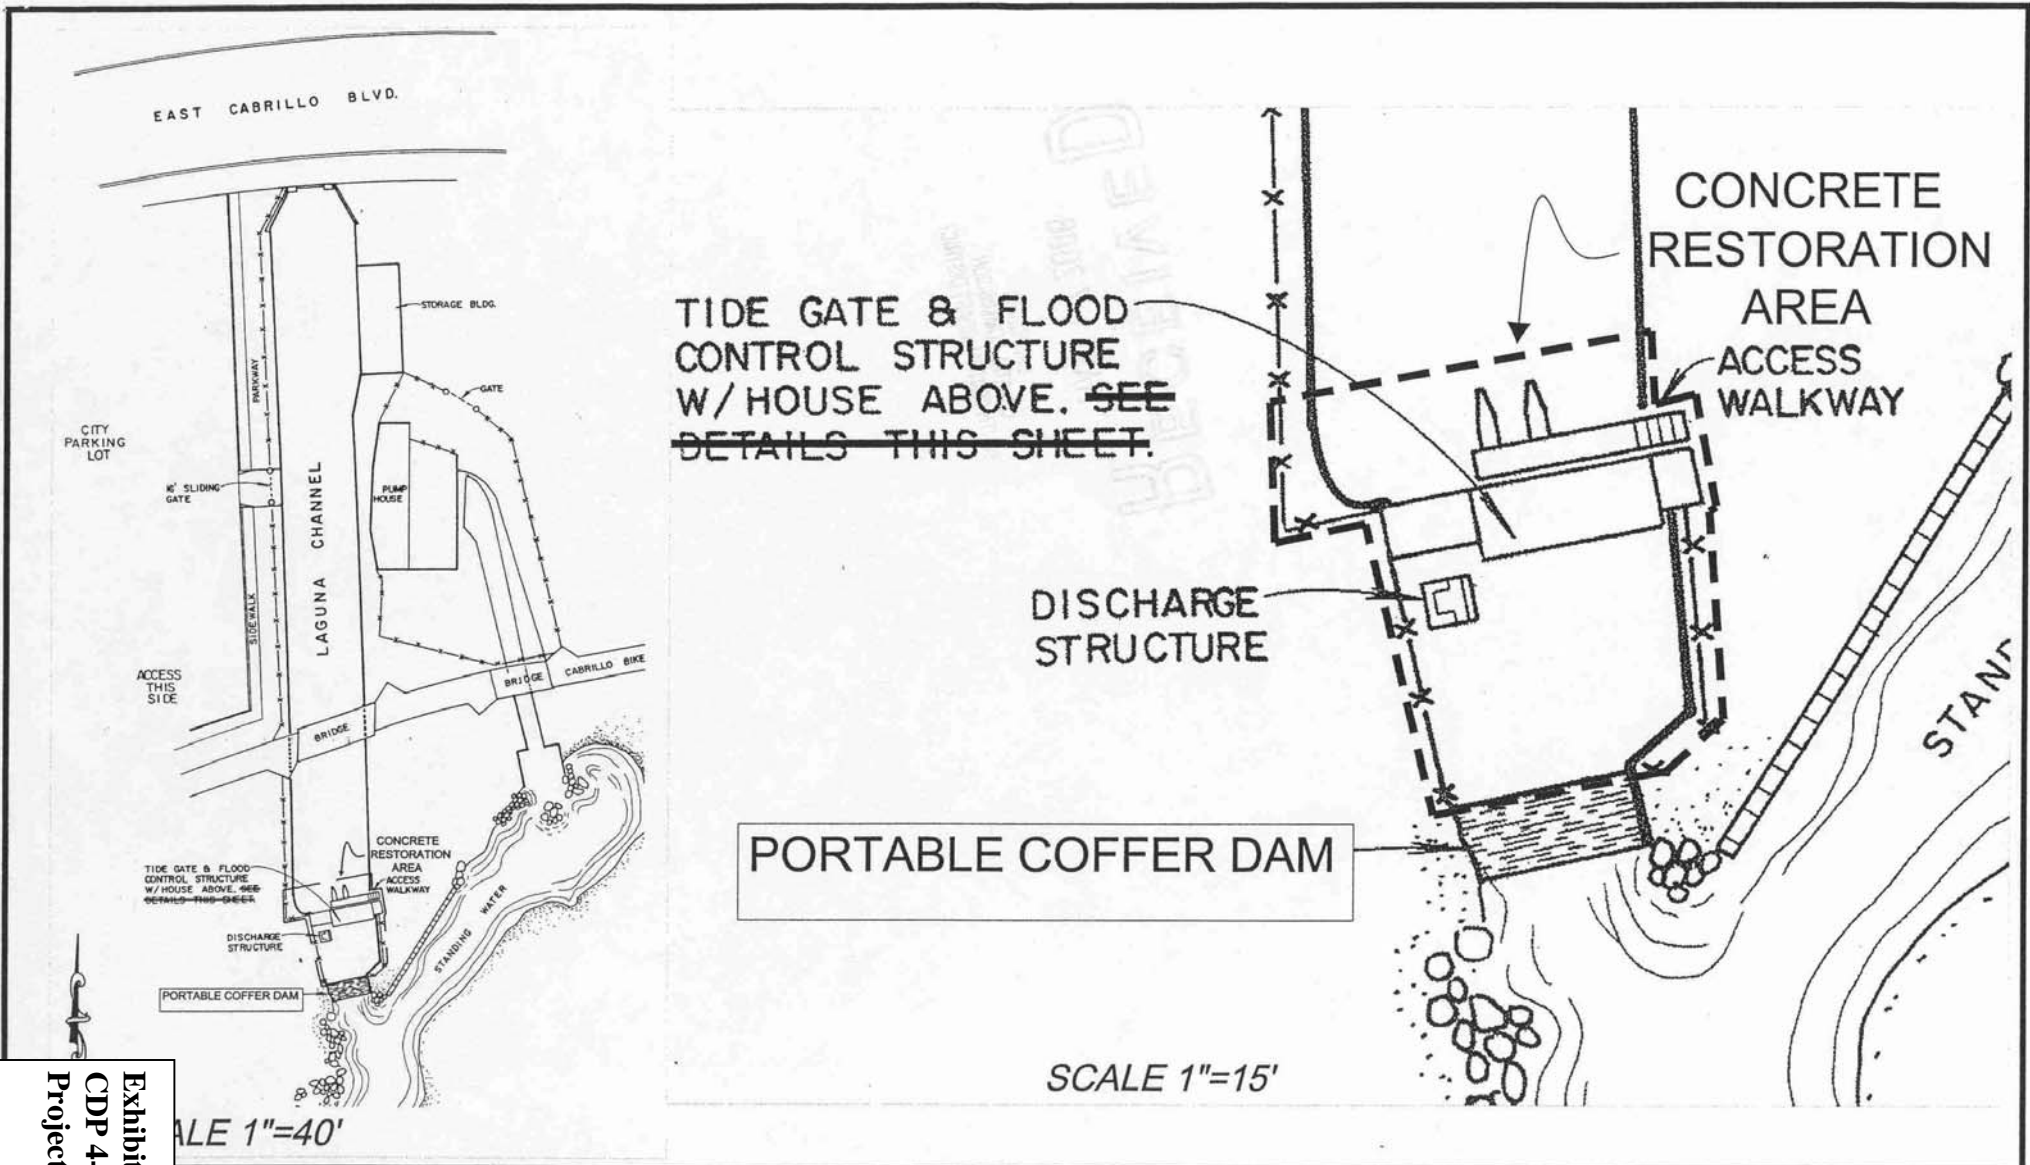 EAST CABRILLO BLVD.
STORAGE BLDG.
PARKWAY
GATE
CITY
PARKING
LOT
16' SLIDING
GATE
PUMP
HOUSE
LAGUNA CHANNEL
SIDEWALK
ACCESS
THIS
SIDE
BRIDGE
BRIDGE
CABRILLO BIKE
CONCRETE
RESTORATION
AREA
ACCESS
WALKWAY
TIDE GATE & FLOOD
CONTROL STRUCTURE
W/HOUSE ABOVE. SEE
DETAILS THIS SHEET.
DISCHARGE
STRUCTURE
STANDING WATER
PORTABLE COFFER DAM
ALE 1"=40'
Exhibit
CDP 4-
Project
CONCRETE
RESTORATION
AREA
ACCESS
WALKWAY
TIDE GATE & FLOOD
CONTROL STRUCTURE
W/HOUSE ABOVE. SEE
DETAILS THIS SHEET.
DISCHARGE
STRUCTURE
PORTABLE COFFER DAM
STAN
SCALE 1"=15'